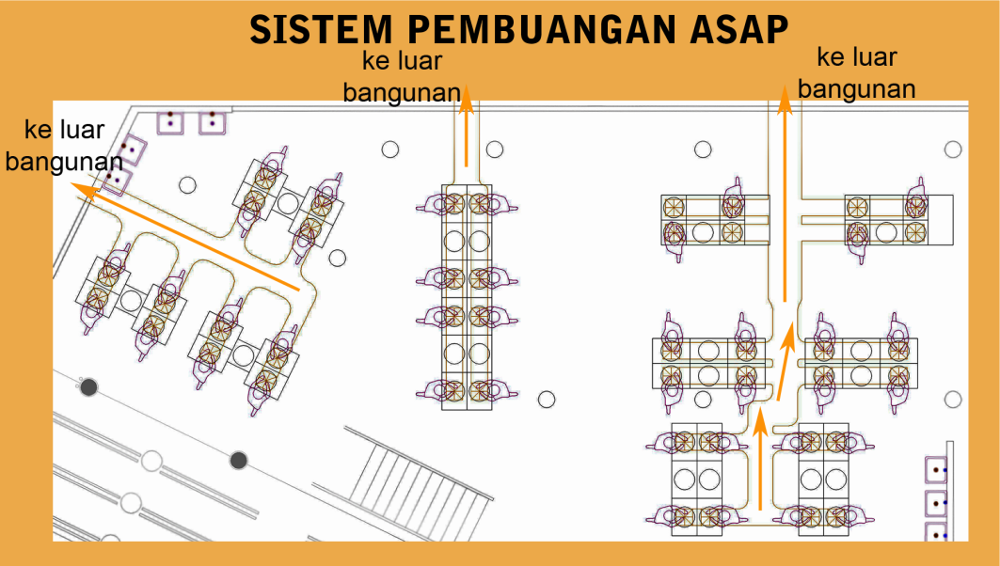 SISTEM PEMBUANGAN ASAP
ke luar
bangunan
ke luar
bangunan
ke luar
bangunan